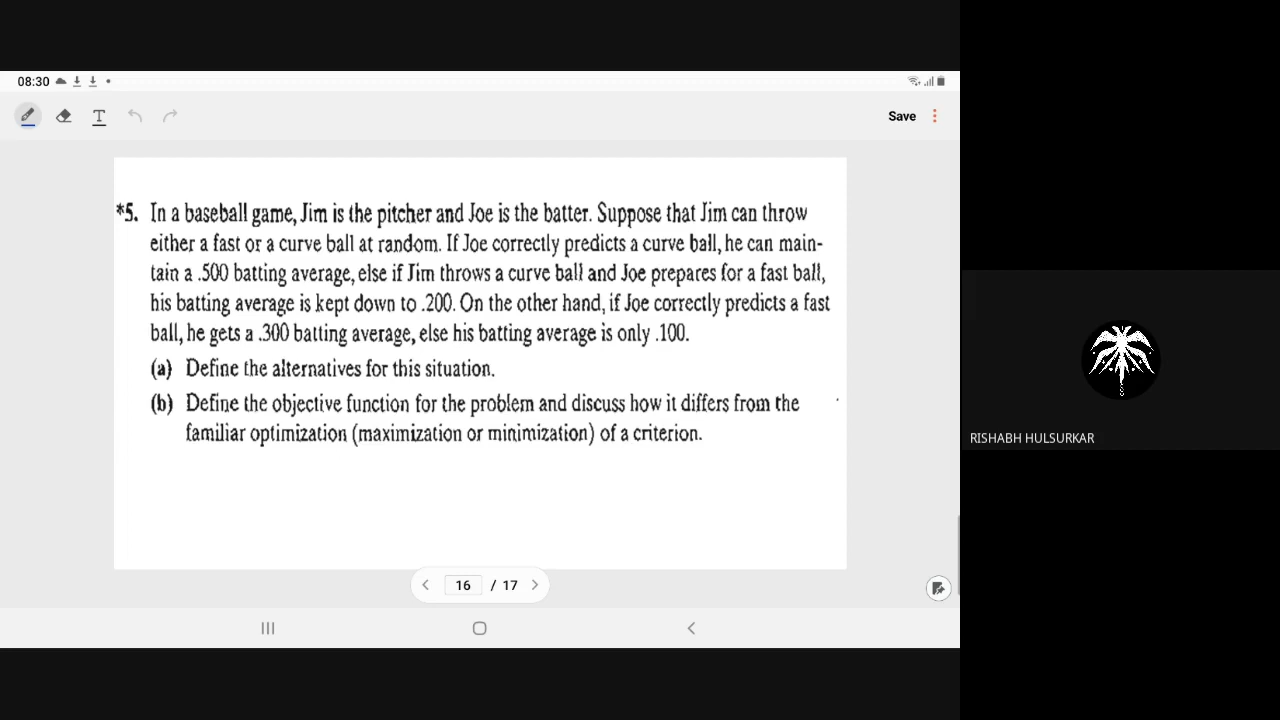 08:30
Save
*5. In a baseball game, Jim is the pitcher and Joe is the batter. Suppose that Jim can throw
either a fast or a curve ball at random. If Joe correctly predicts a curve ball, he can main-
tain a .500 batting average, else if Jim throws a curve ball and Joe prepares for a fast ball,
his batting average is kept down to .200. On the other hand, if Joe correctly predicts a fast
ball, he gets a .300 batting average, else his batting average is only .100.
(a) Define the alternatives for this situation.
(b) Define the objective function for the problem and discuss how it differs from the
familiar optimization (maximization or minimization) of a criterion.
16 / 17
RISHABH HULSURKAR